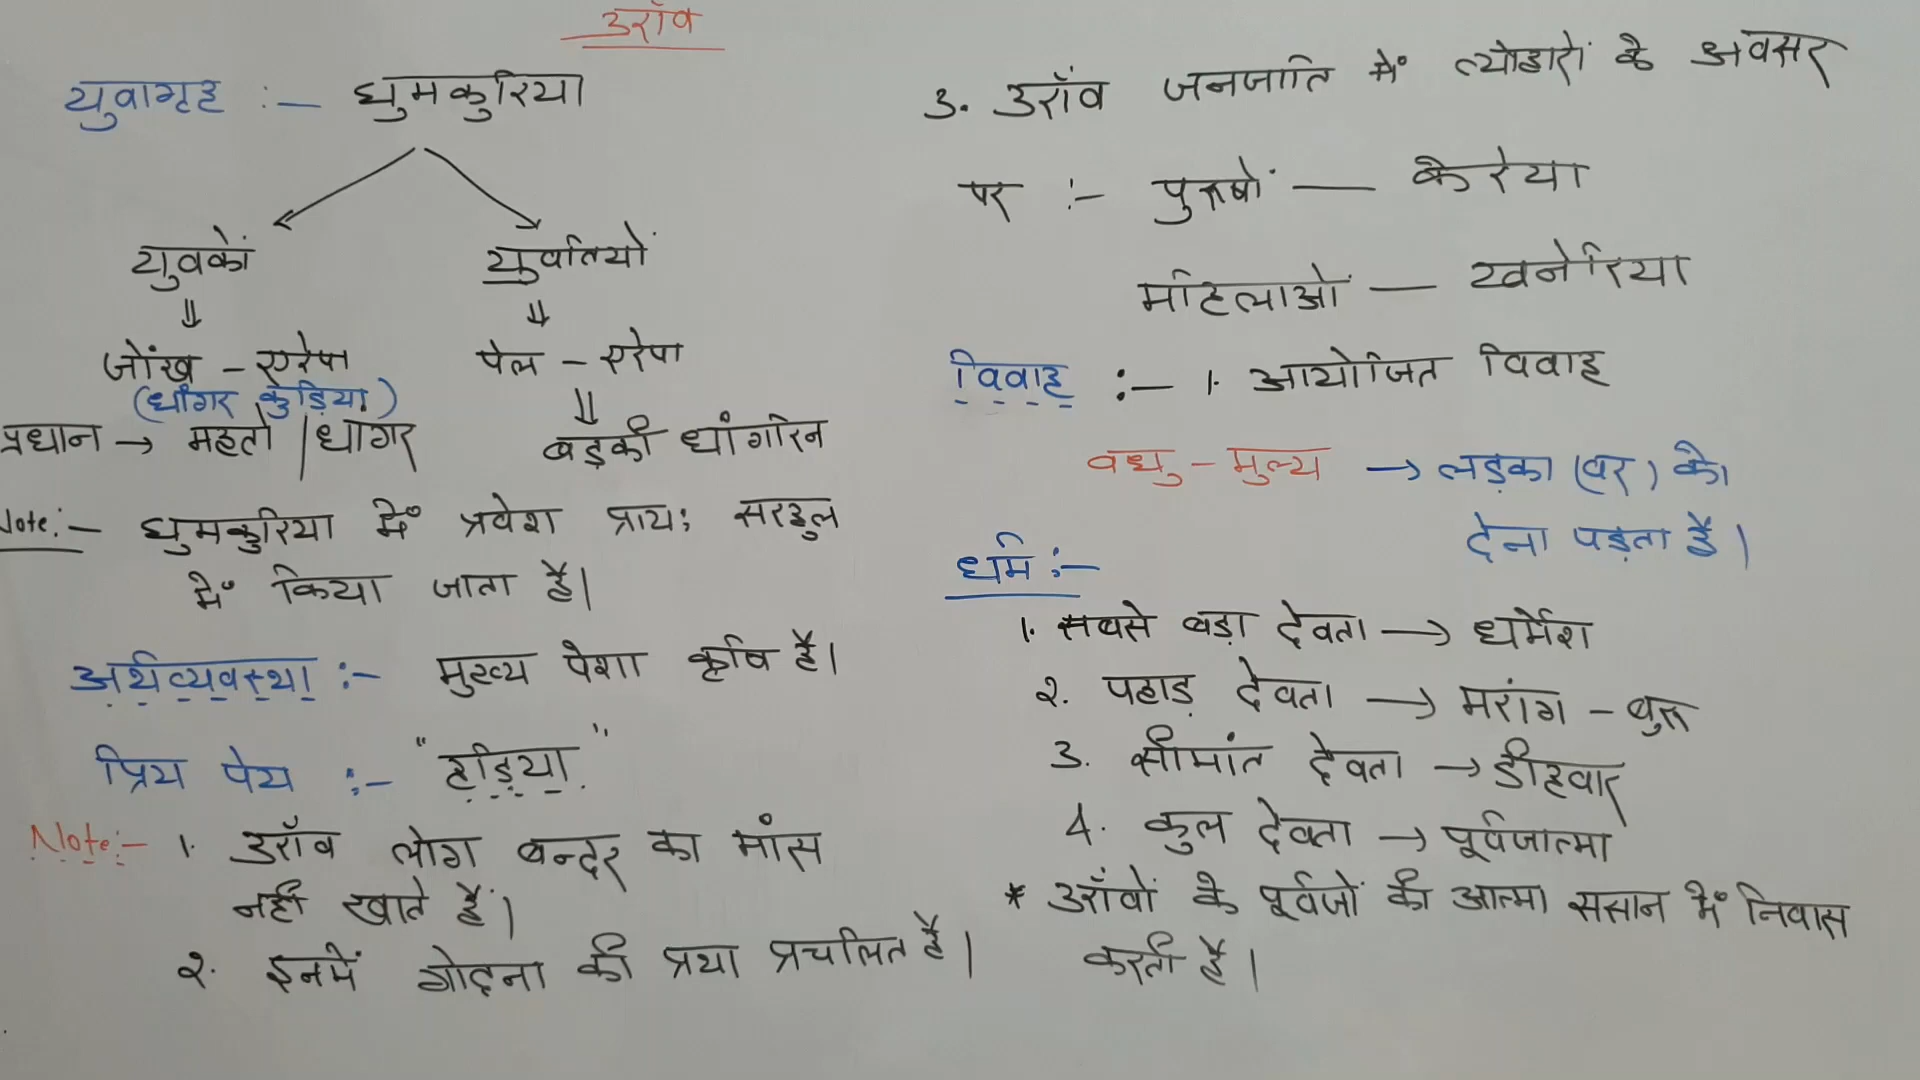 उराँव
युवागृह :– घुमकुरिया
युवकों युवतियों
जोंख – एरेपा पेल – एरेपा
(धाँगर कुड़िया)
प्रधान → महतो / धांगर बड़की धांगरिन
Note:– घुमकुरिया में प्रवेश प्रायः सरहुल
में किया जाता है।
अर्थव्यवस्था :– मुख्य पेशा कृषि है।
प्रिय पेय :– "हड़िया"
Note:– 1. उराँव लोग बन्दर का मांस
नहीं खाते हैं।
2. इनमें गोदना की प्रथा प्रचलित है।
3. उराँव जनजाति में त्योहारों के अवसर
पर :– पुरूषों — केरेया
महिलाओं — खनेरिया
विवाह :– 1. आयोजित विवाह
वधु – मुल्य → लड़का (वर) को
देना पड़ता है।
धर्म :–
1. सबसे बड़ा देवता → धर्मेश
2. पहाड़ देवता → मरांग – बुरू
3. सीमांत देवता → डीहवार
4. कुल देवता → पूर्वजात्मा
* उराँवों के पूर्वजों की आत्मा ससान में निवास
करती है।